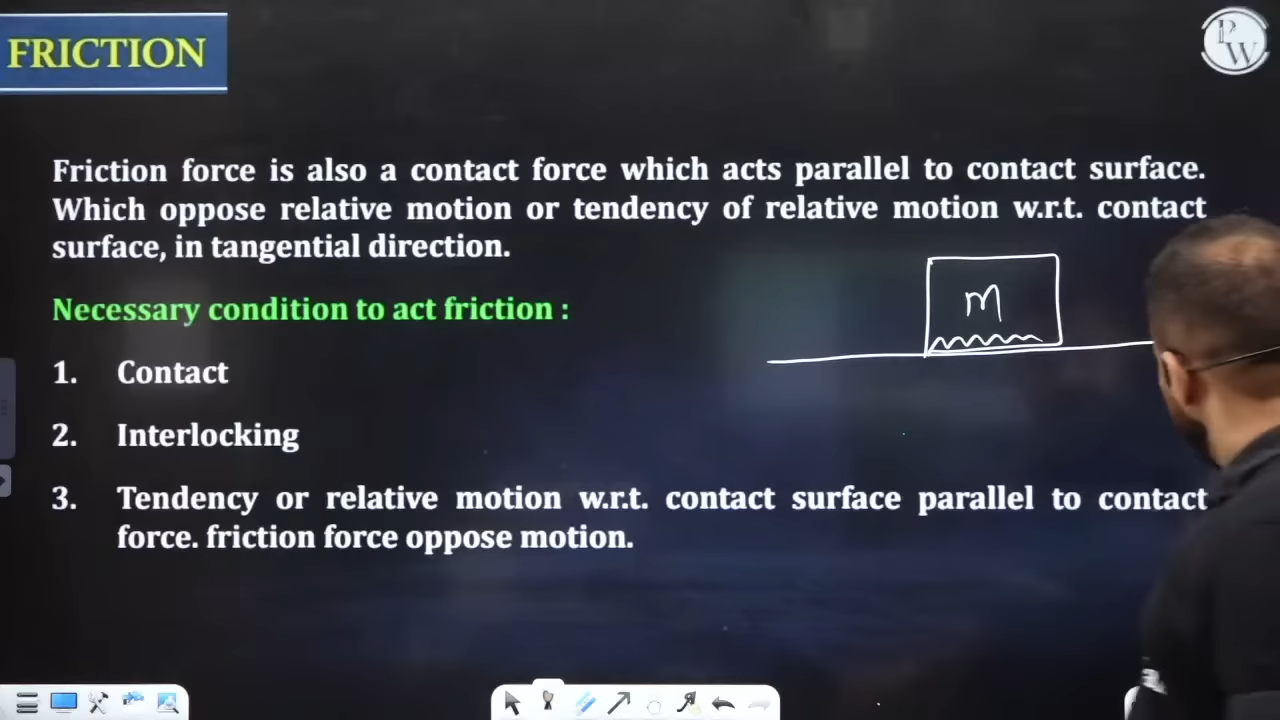 FRICTION
PW
Friction force is also a contact force which acts parallel to contact surface.
Which oppose relative motion or tendency of relative motion w.r.t. contact
surface, in tangential direction.
m
Necessary condition to act friction :
1. Contact
2. Interlocking
3. Tendency or relative motion w.r.t. contact surface parallel to contact
force. friction force oppose motion.